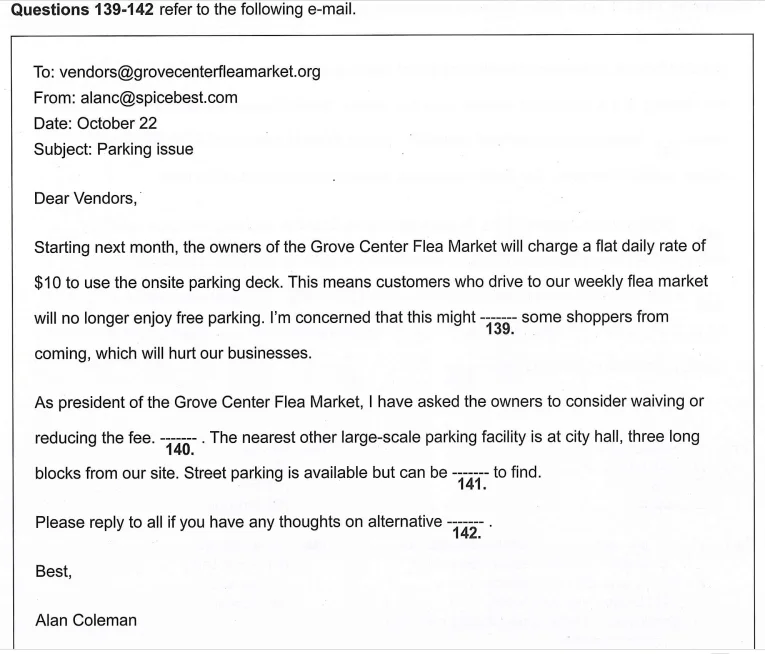 Questions 139-142 refer to the following e-mail.
To: vendors@grovecenterfleamarket.org
From: alanc@spicebest.com
Date: October 22
Subject: Parking issue
Dear Vendors,
Starting next month, the owners of the Grove Center Flea Market will charge a flat daily rate of
$10 to use the onsite parking deck. This means customers who drive to our weekly flea market
will no longer enjoy free parking. I'm concerned that this might ------- some shoppers from
139.
coming, which will hurt our businesses.
As president of the Grove Center Flea Market, I have asked the owners to consider waiving or
reducing the fee. ------- . The nearest other large-scale parking facility is at city hall, three long
140.
blocks from our site. Street parking is available but can be ------- to find.
141.
Please reply to all if you have any thoughts on alternative ------- .
142.
Best,
Alan Coleman